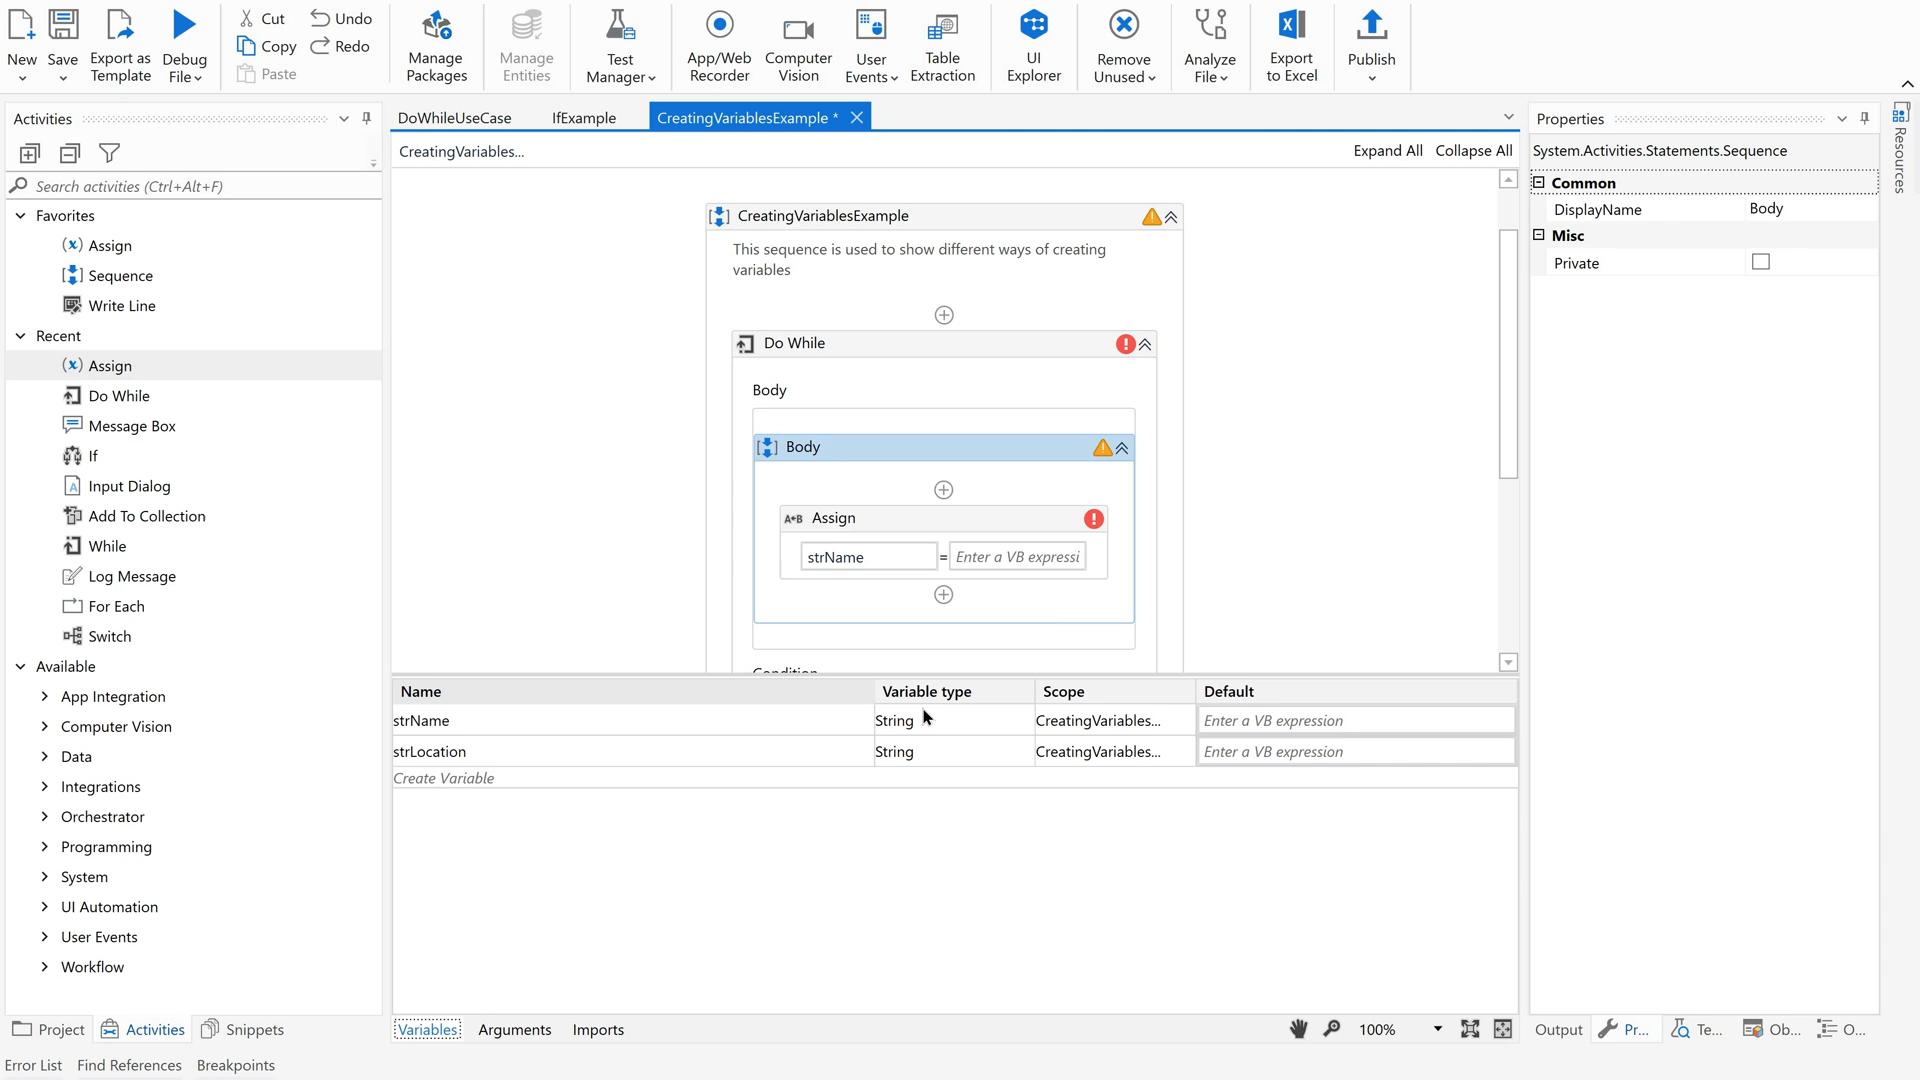 New
Save
Export as
Template
Debug
File
Cut
Copy
Paste
Undo
Redo
Manage
Packages
Manage
Entities
Test
Manager
App/Web
Recorder
Computer
Vision
User
Events
Table
Extraction
UI
Explorer
Remove
Unused
Analyze
File
Export
to Excel
Publish
Activities
Search activities (Ctrl+Alt+F)
Favorites
Assign
Sequence
Write Line
Recent
Assign
Do While
Message Box
If
Input Dialog
Add To Collection
While
Log Message
For Each
Switch
Available
App Integration
Computer Vision
Data
Integrations
Orchestrator
Programming
System
UI Automation
User Events
Workflow
Project
Activities
Snippets
Error List
Find References
Breakpoints
DoWhileUseCase
IfExample
CreatingVariablesExample *
CreatingVariables...
Expand All
Collapse All
CreatingVariablesExample
This sequence is used to show different ways of creating
variables
Do While
Body
Body
A B
Assign
strName
=
Enter a VB expressi
Condition
Name
Variable type
Scope
Default
strName
String
CreatingVariables...
Enter a VB expression
strLocation
String
CreatingVariables...
Enter a VB expression
Create Variable
Variables
Arguments
Imports
100%
Properties
System.Activities.Statements.Sequence
Common
DisplayName
Body
Misc
Private
Output
Pr...
Te...
Ob...
O...
Resources